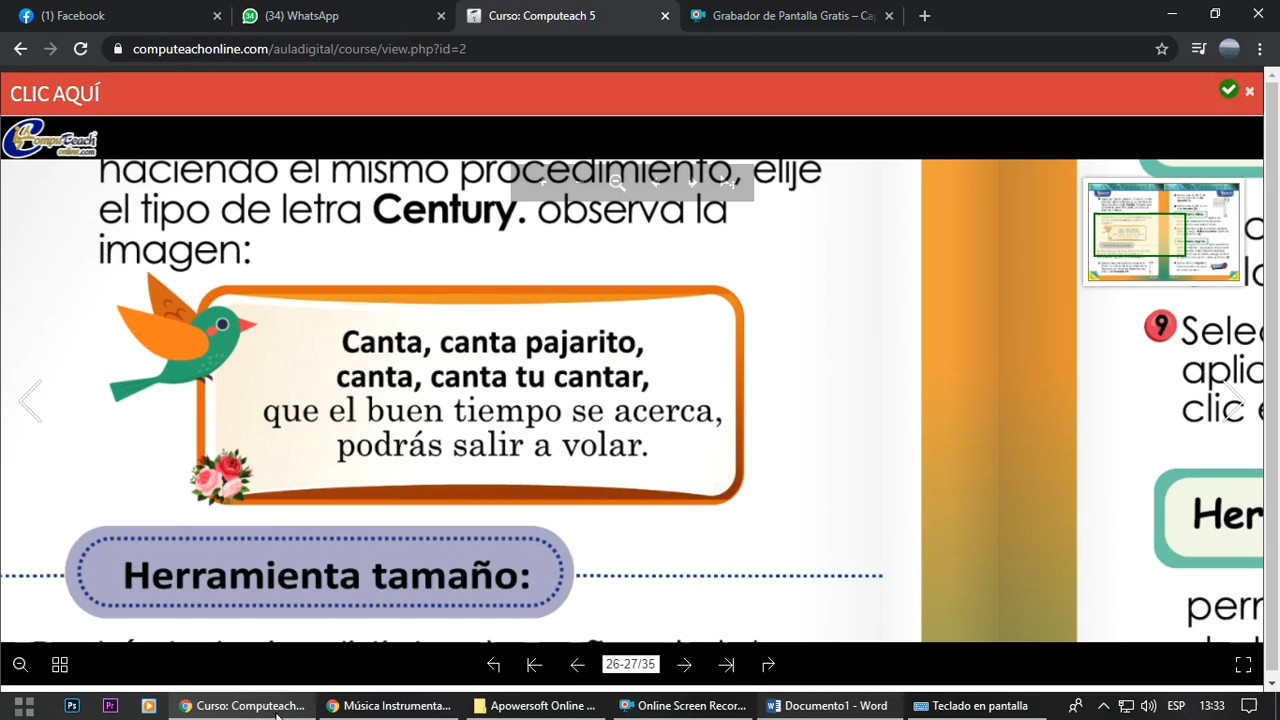 (1) Facebook
(34) WhatsApp
Curso: Computeach 5
Grabador de Pantalla Gratis – Ca
computeachonline.com/auladigital/course/view.php?id=2
CLIC AQUÍ
CompuTeach
online.com
haciendo el mismo procedimiento, elije
el tipo de letra Centuy. observa la
imagen:
Canta, canta pajarito,
canta, canta tu cantar,
que el buen tiempo se acerca,
podrás salir a volar.
Herramienta tamaño:
9 Selec
aplic
clic e
Her
perr
26-27/35
Curso: Computeach...
Música Instrumenta...
Apowersoft Online ...
Online Screen Recor...
Documento1 - Word
Teclado en pantalla
ESP
13:33